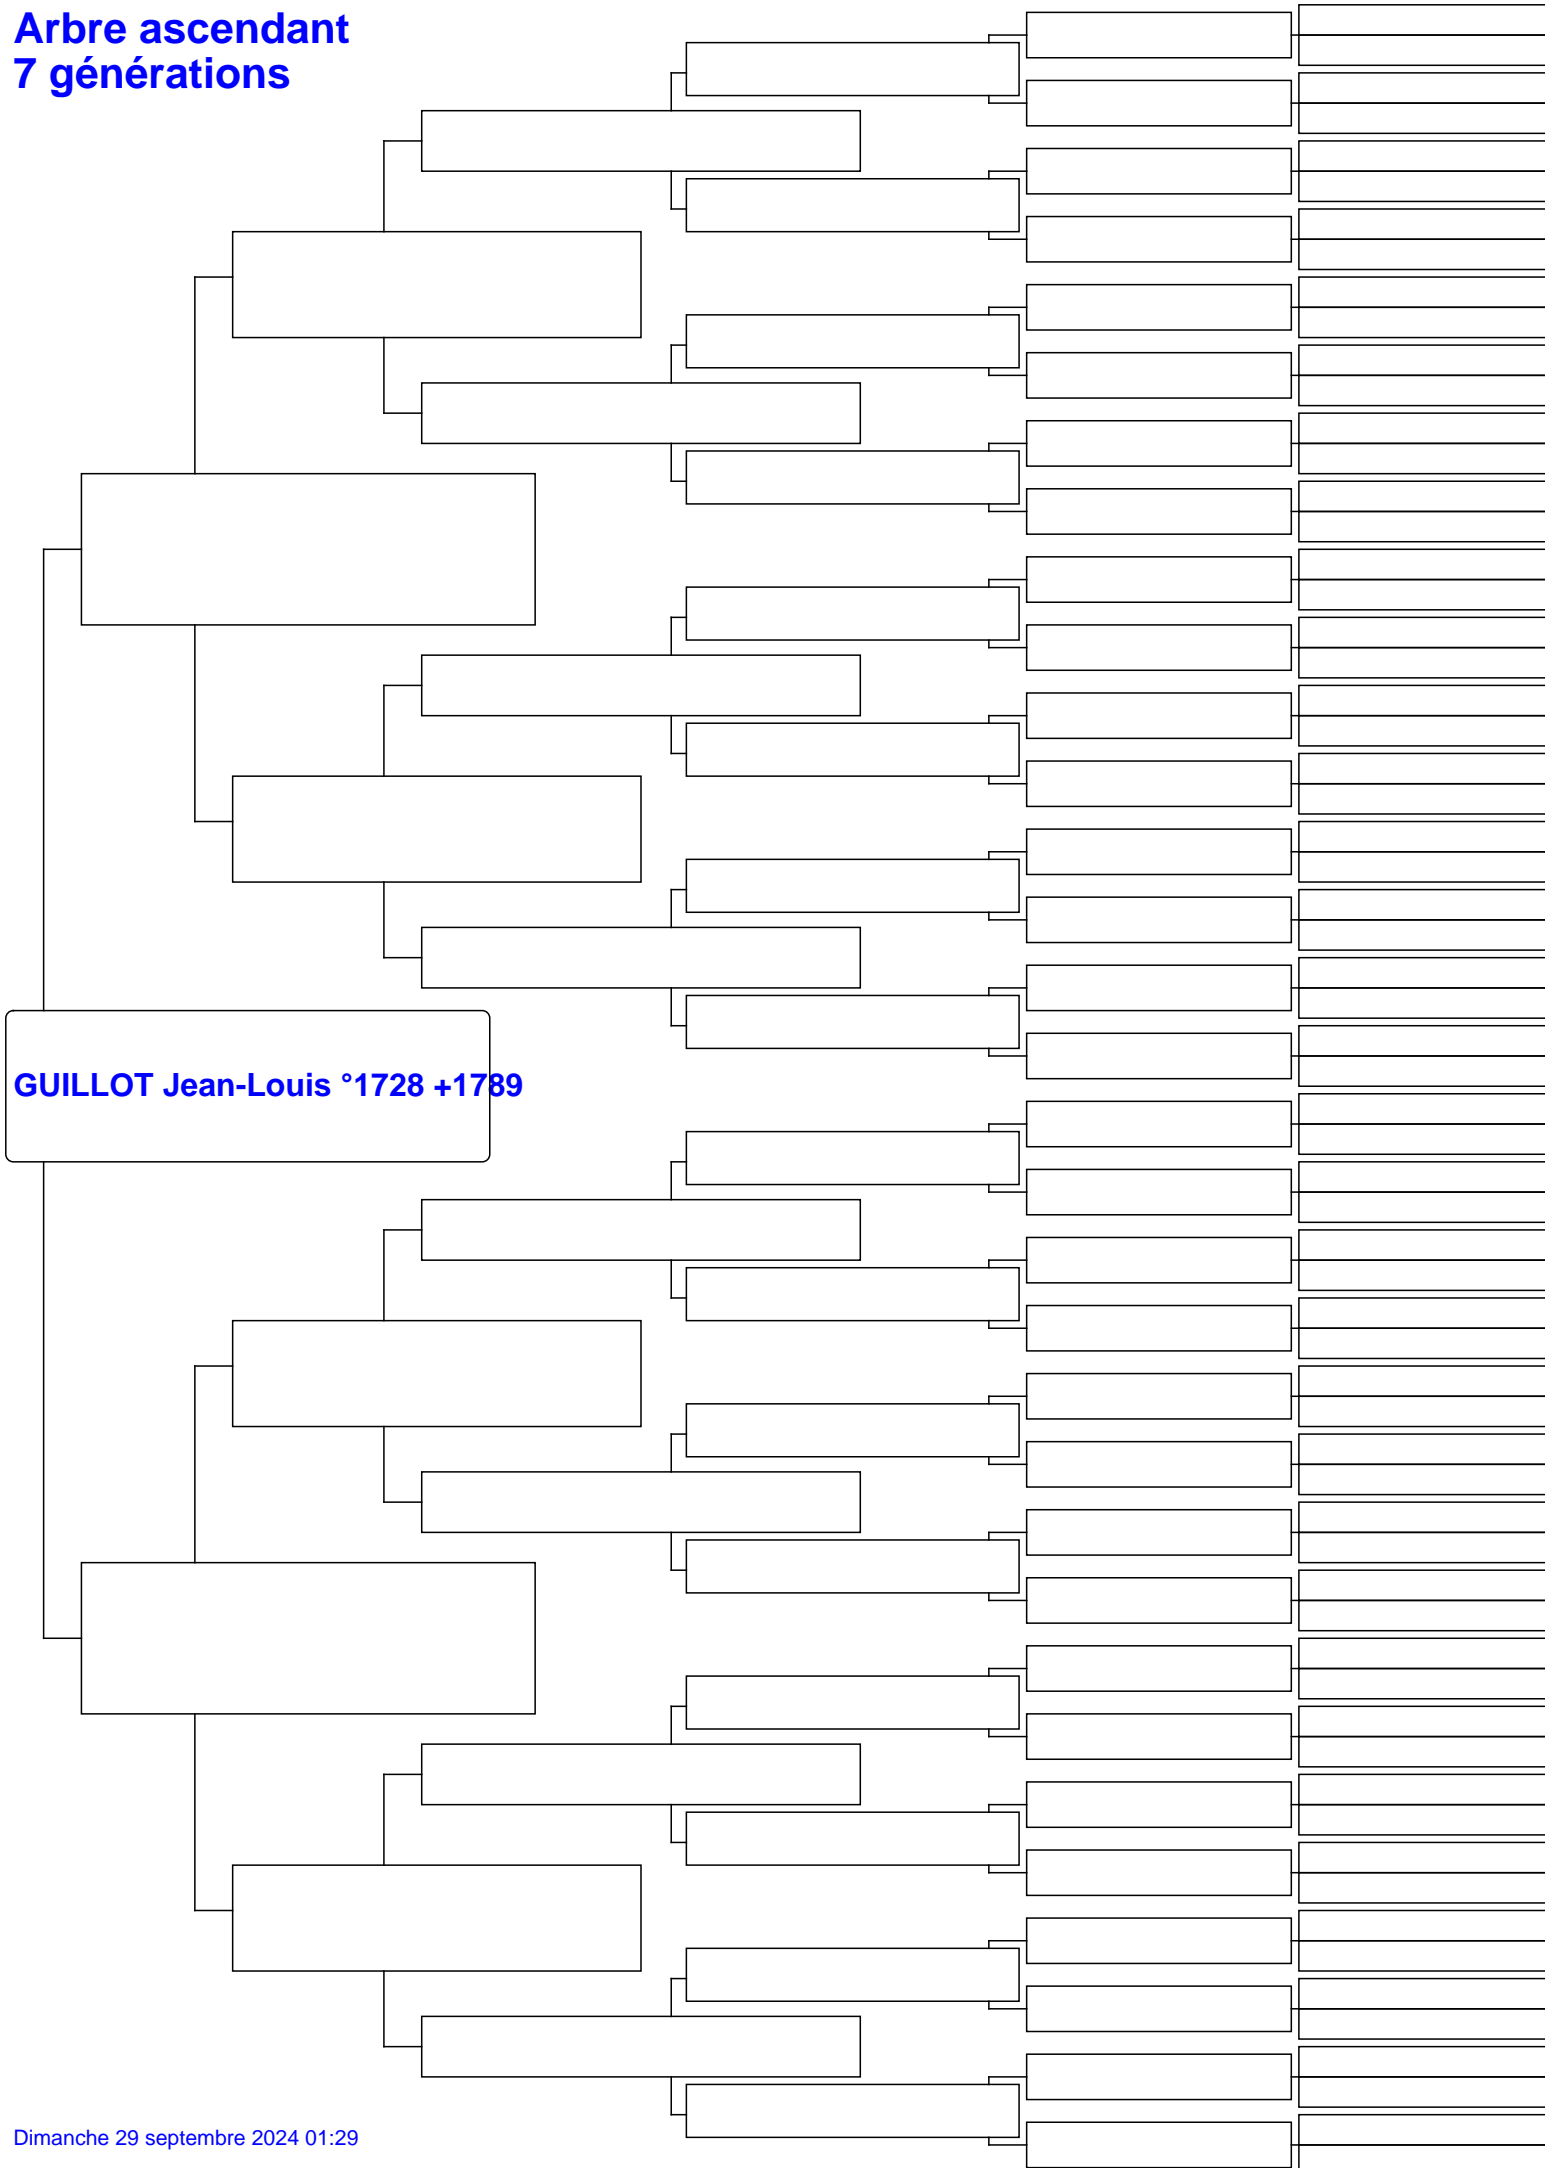 Arbre ascendant
7 générations
GUILLOT Jean-Louis °1728 +1789
Dimanche 29 septembre 2024 01:29